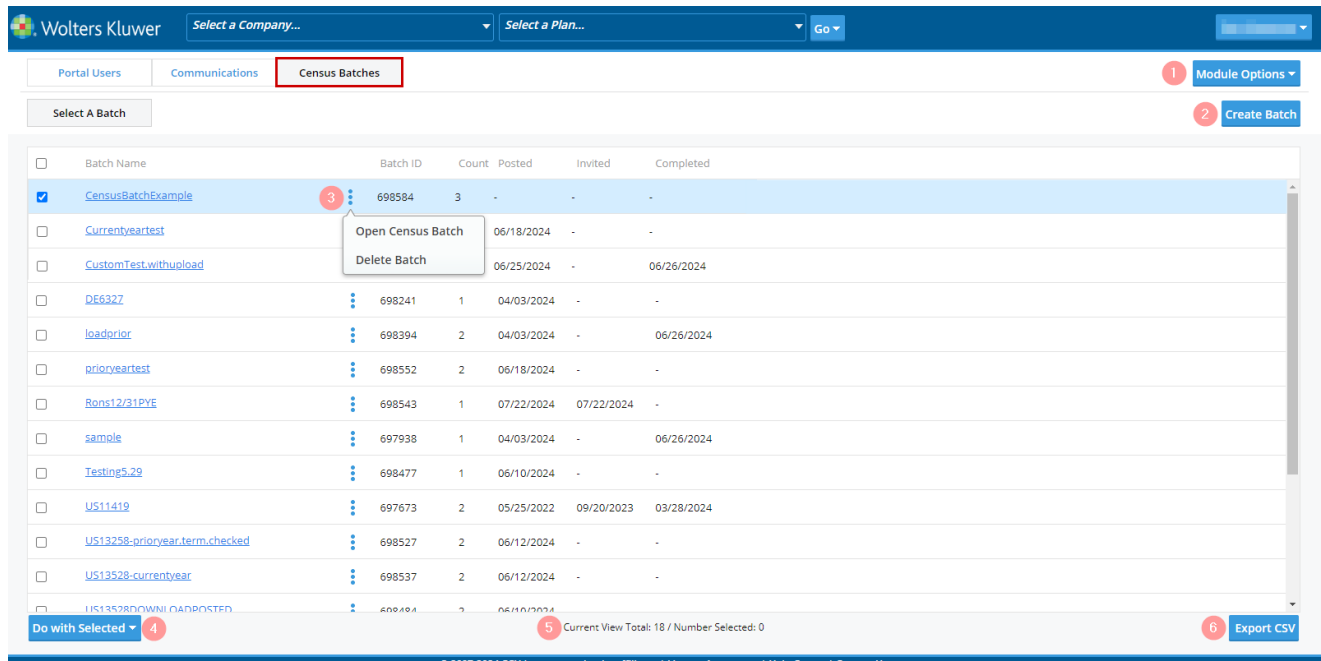 Wolters Kluwer Select a Company... Select a Plan... Go
Portal Users Communications Census Batches 1 Module Options
Select A Batch 2 Create Batch
Batch Name Batch ID Count Posted Invited Completed
CensusBatchExample 3 698584 3 - - -
Currentyeartest Open Census Batch 06/18/2024 - -
CustomTest.withupload Delete Batch 06/25/2024 - 06/26/2024
DE6327 698241 1 04/03/2024 - -
loadprior 698394 2 04/03/2024 - 06/26/2024
prioryeartest 698552 2 06/18/2024 - -
Rons12/31PYE 698543 1 07/22/2024 07/22/2024 -
sample 697938 1 04/03/2024 - 06/26/2024
Testing5.29 698477 1 06/10/2024 - -
US11419 697673 2 05/25/2022 09/20/2023 03/28/2024
US13258-prioryear.term.checked 698527 2 06/12/2024 - -
US13528-currentyear 698537 2 06/12/2024 - -
US13528DOWNLOADPOSTED 698484 2 06/10/2024
Do with Selected 4 5 Current View Total: 18 / Number Selected: 0 6 Export CSV